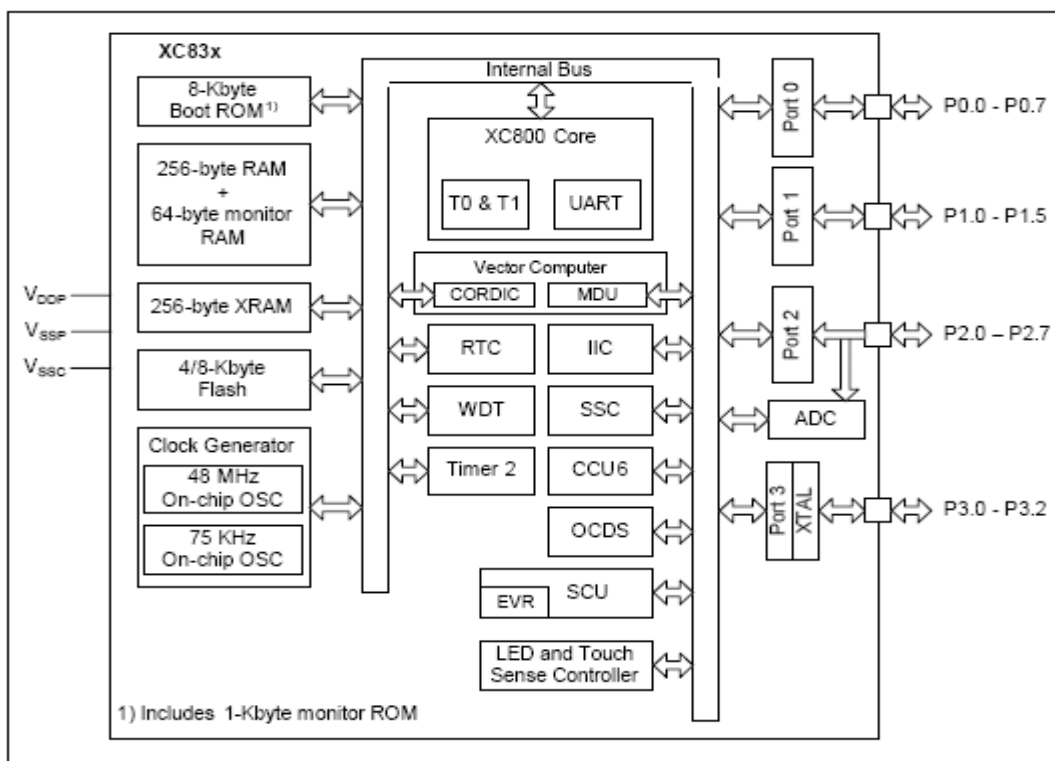 XC83x
Internal Bus
8-Kbyte
Boot ROM1)
256-byte RAM
+
64-byte monitor
RAM
256-byte XRAM
4/8-Kbyte
Flash
Clock Generator
48 MHz
On-chip OSC
75 KHz
On-chip OSC
VDDP
VSSP
VSSC
XC800 Core
T0 & T1
UART
Vector Computer
CORDIC
MDU
RTC
IIC
WDT
SSC
Timer 2
CCU6
OCDS
SCU
EVR
LED and Touch
Sense Controller
Port 0
P0.0 - P0.7
Port 1
P1.0 - P1.5
Port 2
P2.0 – P2.7
ADC
Port 3
XTAL
P3.0 - P3.2
1) Includes 1-Kbyte monitor ROM